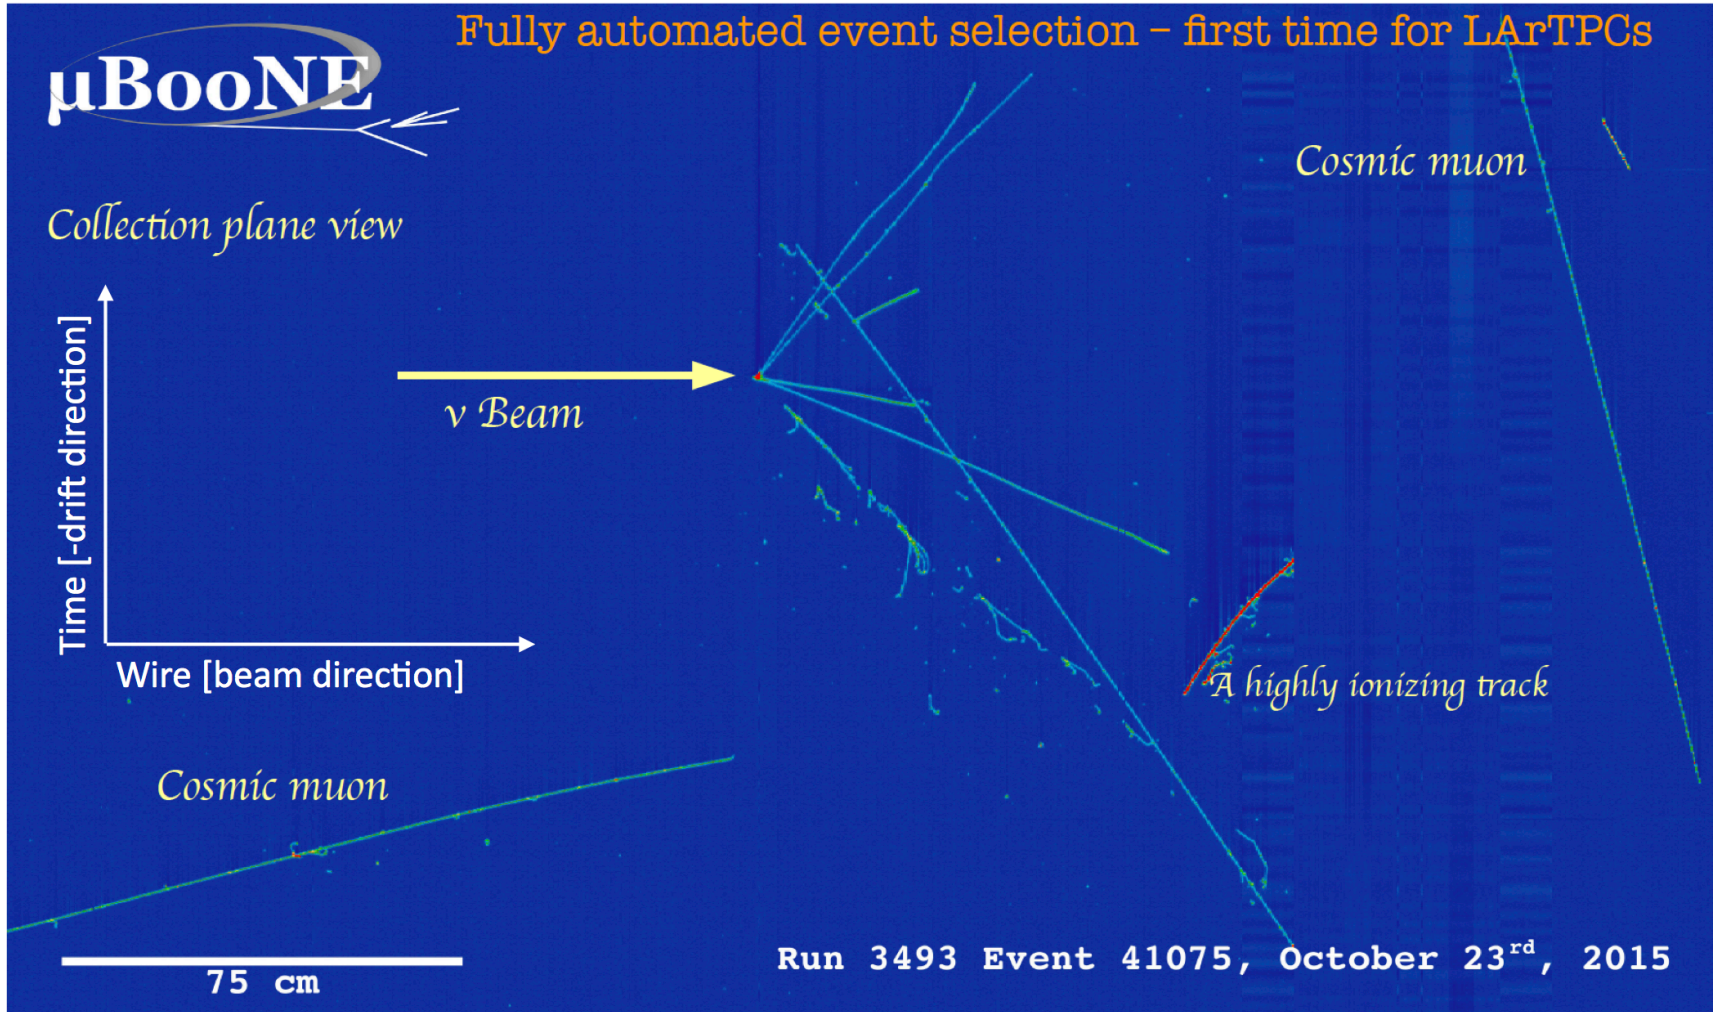 Fully automated event selection – first time for LArTPCs
µBooNE
Cosmic muon
Collection plane view
Time [-drift direction]
ν Beam
Wire [beam direction]
A highly ionizing track
Cosmic muon
75 cm
Run 3493 Event 41075, October 23rd, 2015